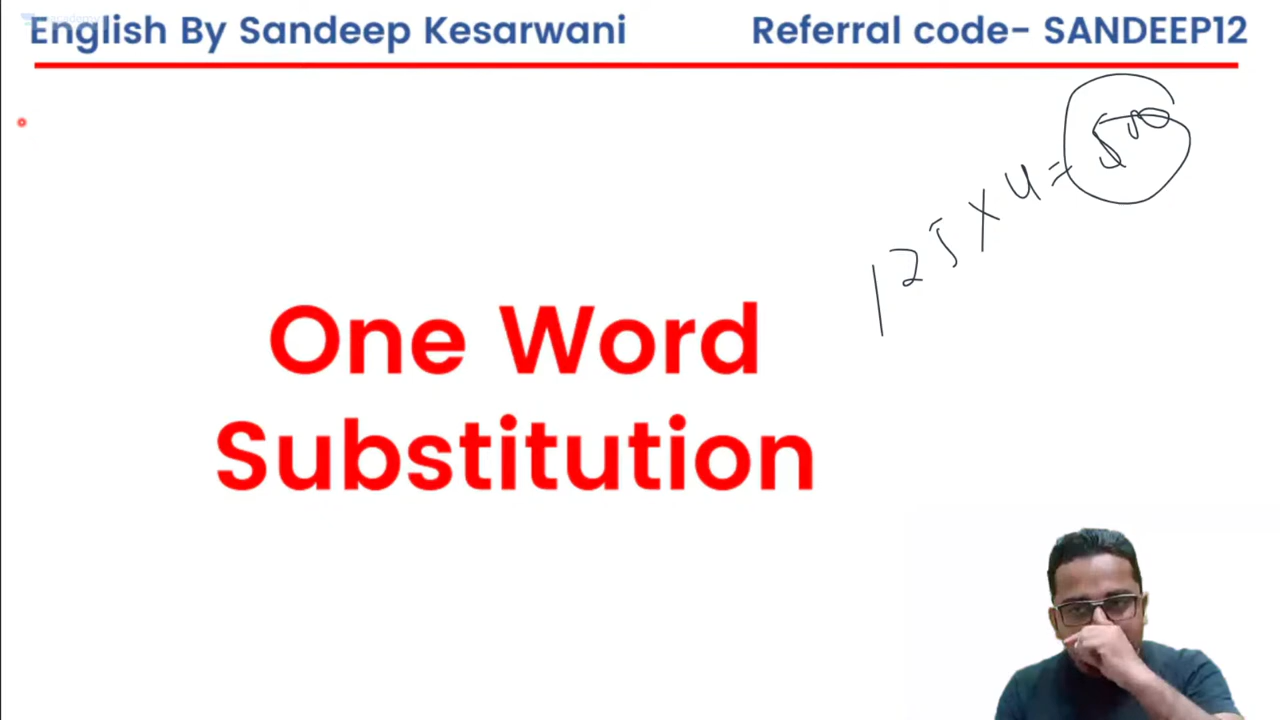 English By Sandeep Kesarwani
Referral code- SANDEEP12
125 x 4 = 500
One Word
Substitution